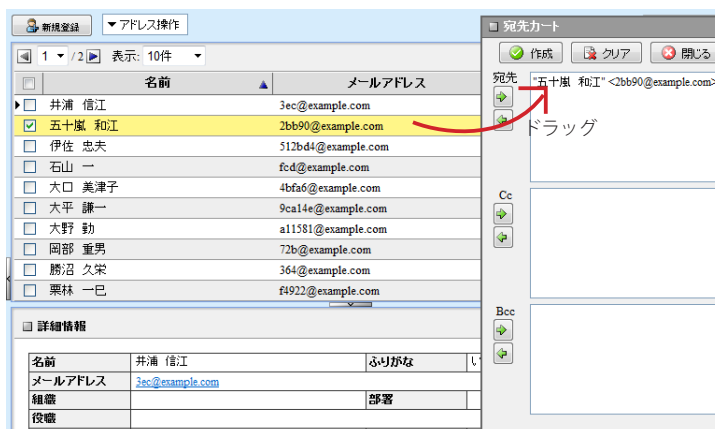 新規登録 ▼アドレス操作
1 / 2 表示: 10件
名前 メールアドレス
井浦 信江 3ec@example.com
五十嵐 和江 2bb90@example.com
伊佐 忠夫 512bd4@example.com
石山 一 fcd@example.com
大口 美津子 4bfa6@example.com
大平 謙一 9ca14e@example.com
大野 勤 a11581@example.com
岡部 重男 72b@example.com
勝沼 久栄 364@example.com
栗林 一巳 f4922@example.com
詳細情報
名前 井浦 信江 ふりがな
メールアドレス 3ec@example.com
組織 部署
役職
宛先カート
作成 クリア 閉じる
宛先
"五十嵐 和江" <2bb90@example.com>
ドラッグ
Cc
Bcc